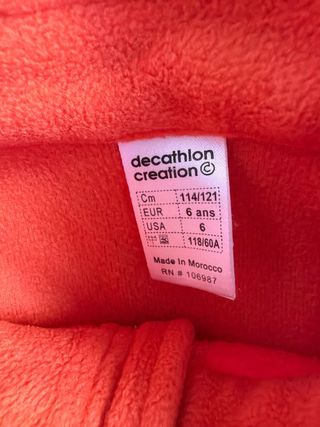 decathlon
creation ©
Cm 114/121
EUR 6 ans
USA 6
118/60A
Made In Morocco
RN # 106987